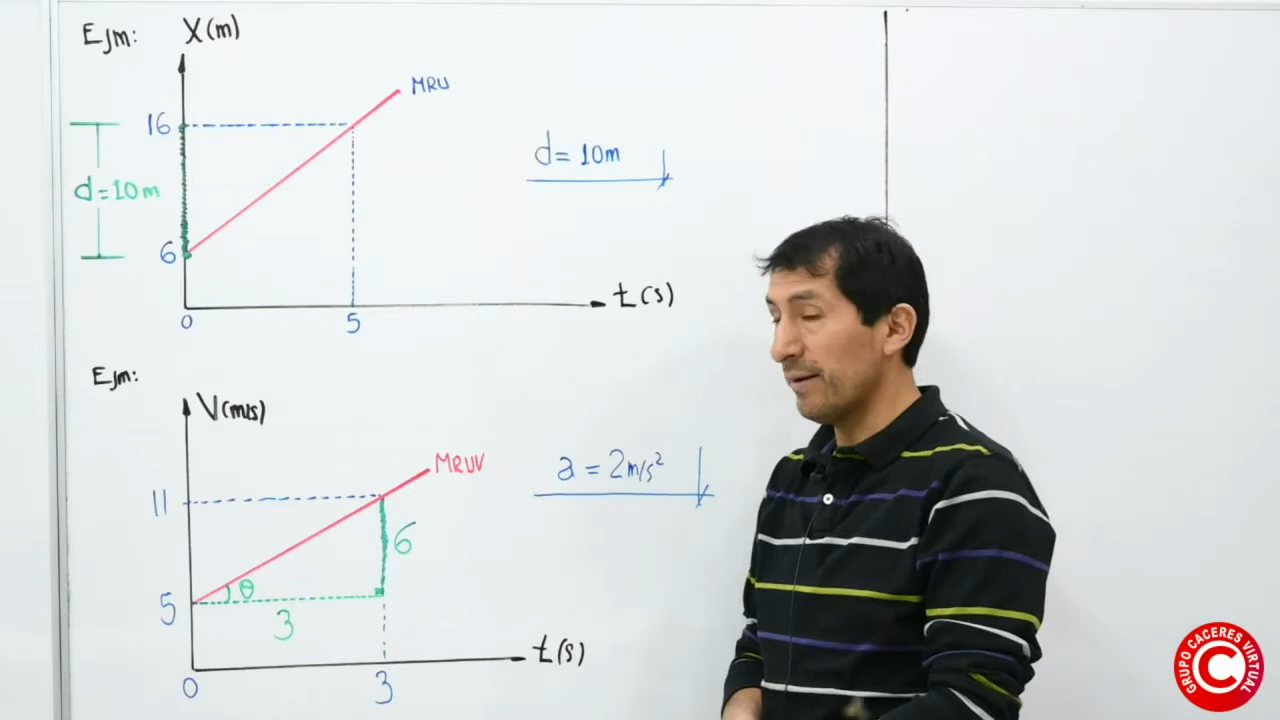 Ejm:
X(m)
MRU
16
d=10m
6
0
5
t(s)
d=10m
Ejm:
V(m/s)
MRUV
11
6
θ
5
3
0
3
t(s)
a=2m/s²
GRUPO CACERES VIRTUAL
C